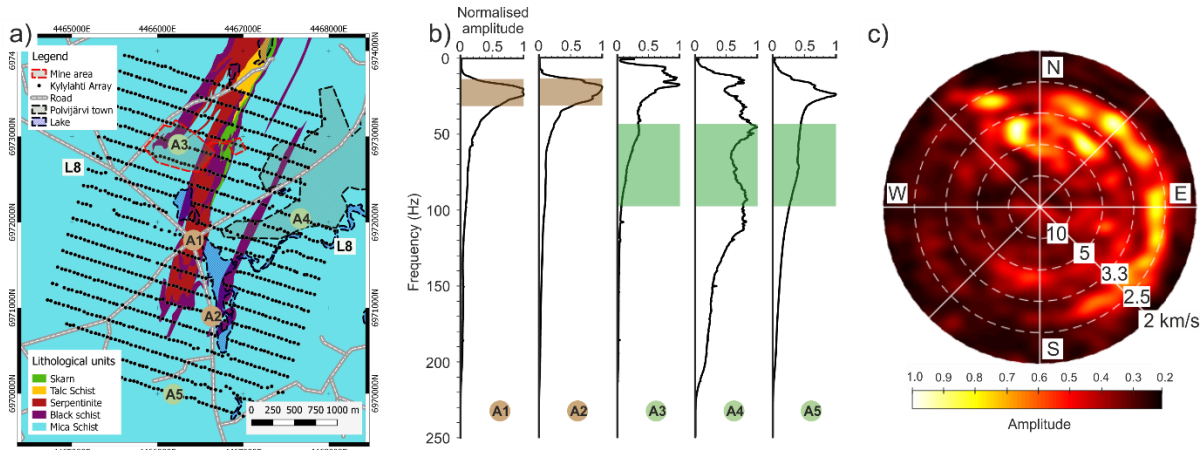 a)
4465000E
4466000E
4467000E
4468000E
Legend
Mine area
Kylylahti Array
Road
Polvijärvi town
Lake
A3
L8
A4
A1
L8
A2
A5
Lithological units
Skarn
Talc Schist
Serpentinite
Black schist
Mica Schist
0 250 500 750 1000 m
6974000N
6973000N
6972000N
6971000N
6970000N
b)
Normalised
amplitude
0 0.5 1
0 0.5 1
0 0.5 1
0 0.5 1
0 0.5 1
Frequency (Hz)
0
50
100
150
200
250
A1
A2
A3
A4
A5
c)
N
W
E
S
10
5
3.3
2.5
2 km/s
1.0 0.9 0.8 0.7 0.6 0.5 0.4 0.3 0.2
Amplitude